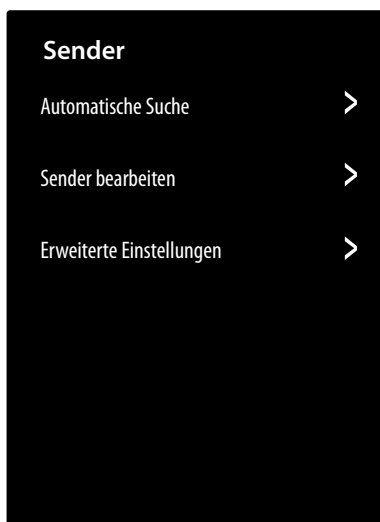 Sender
Automatische Suche
Sender bearbeiten
Erweiterte Einstellungen